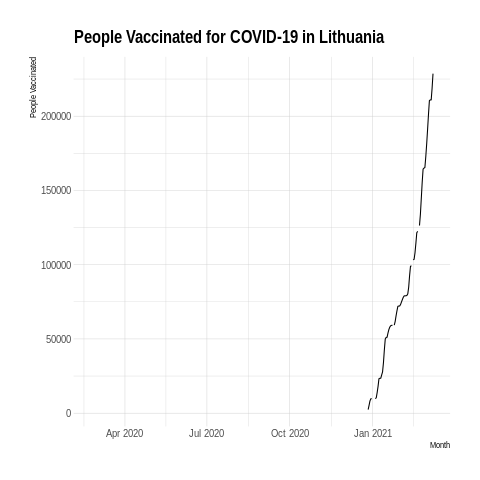 People Vaccinated for COVID-19 in Lithuania
People Vaccinated
200000
150000
100000
50000
0
Apr 2020 Jul 2020 Oct 2020 Jan 2021
Month